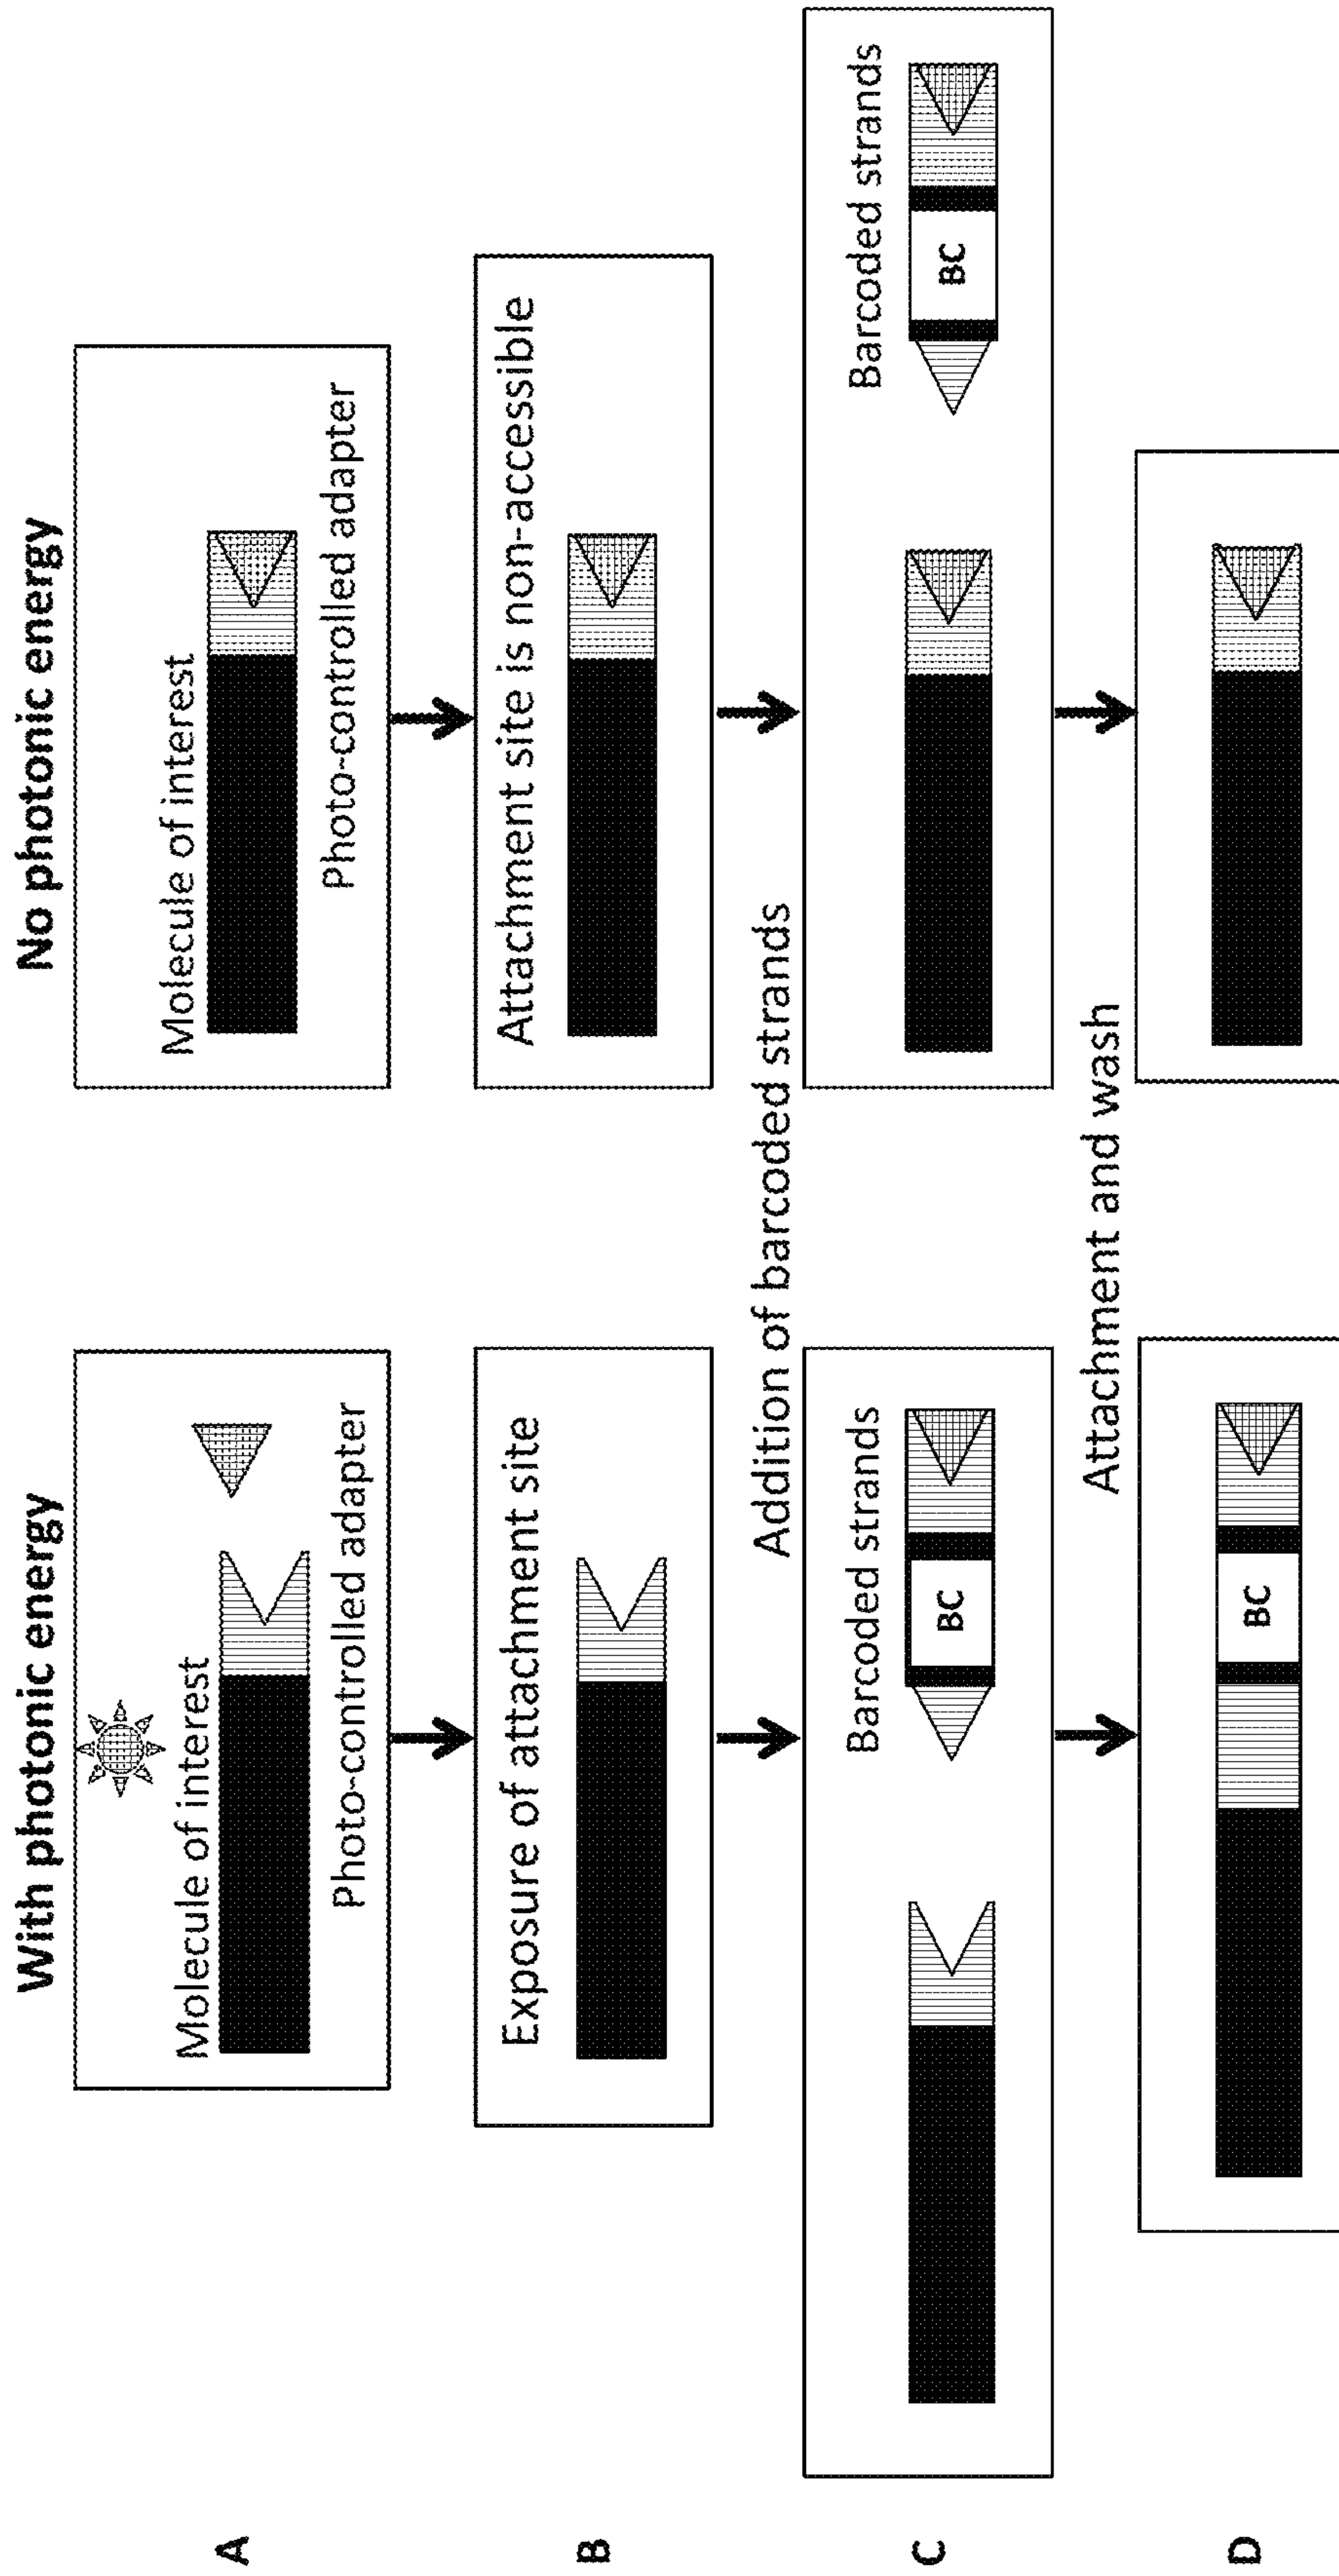 With photonic energy
No photonic energy
A
Molecule of interest
Photo-controlled adapter
Molecule of interest
Photo-controlled adapter
B
Exposure of attachment site
Attachment site is non-accessible
Addition of barcoded strands
C
Barcoded strands
BC
Barcoded strands
BC
Attachment and wash
D
BC